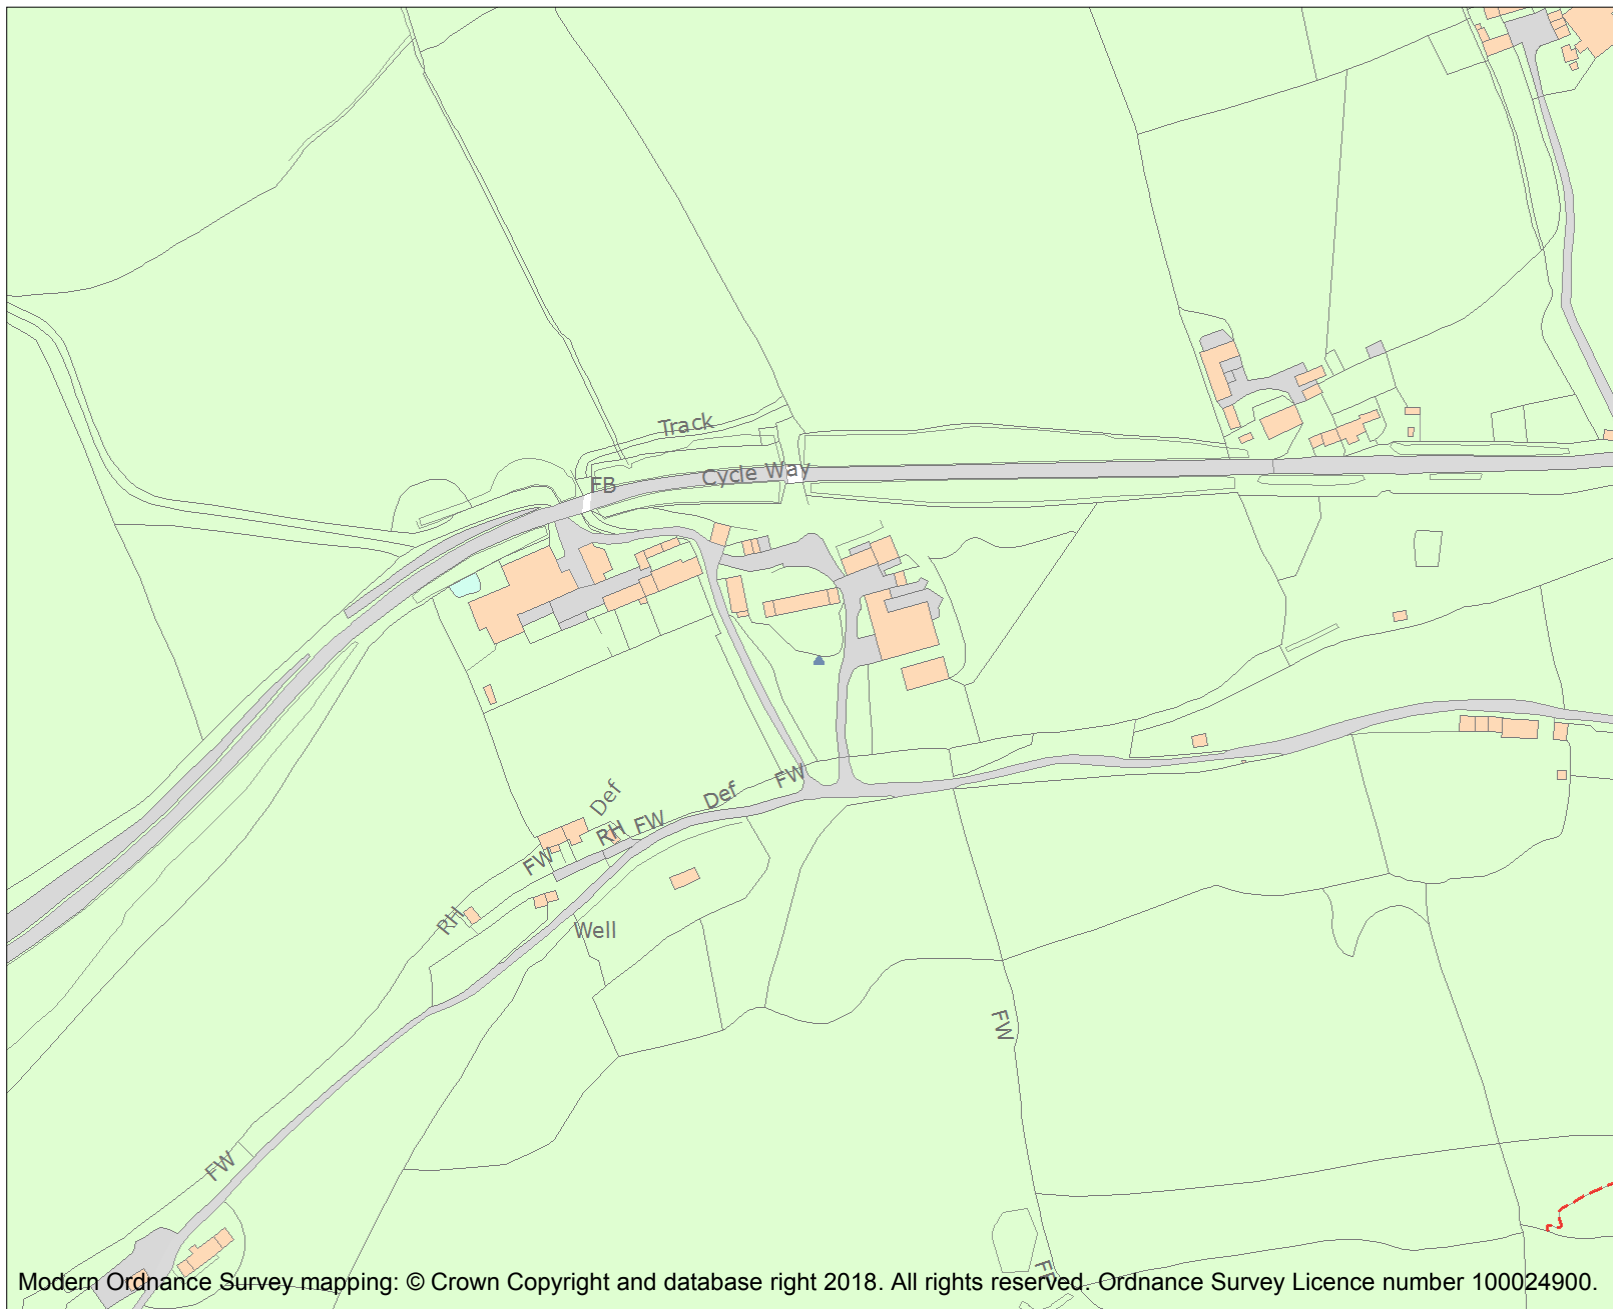 Track
Cycle Way
FB
Def
FW
Def
RH
FW
FW
RH
Well
FW
FW
FF
Modern Ordnance Survey mapping: © Crown Copyright and database right 2018. All rights reserved. Ordnance Survey Licence number 100024900.